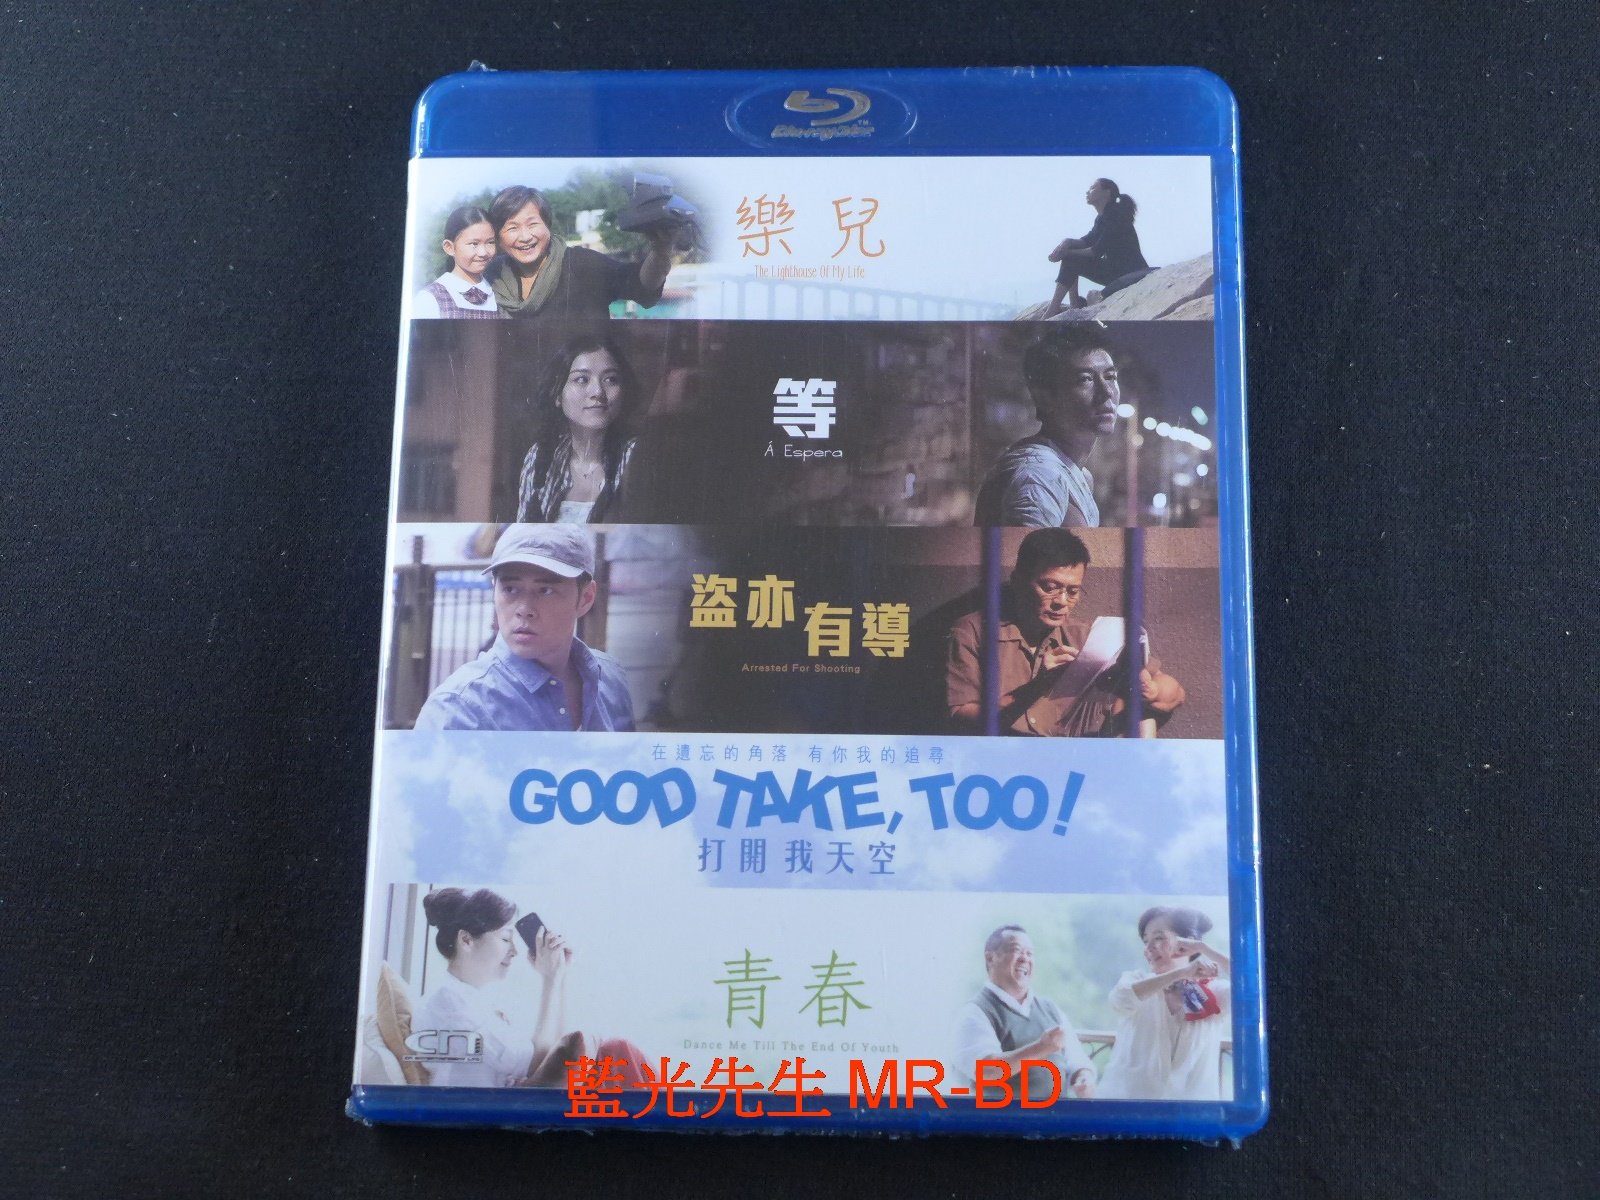 Blu-ray Disc
TM
樂兒
The Lighthouse Of My Life
等
Á Espera
盜亦有導
Arrested For Shooting
在遺忘的角落 有你我的追尋
GOOD TAKE, TOO!
打開我天空
青春
Dance Me Till The End Of Youth
藍光先生 MR-BD